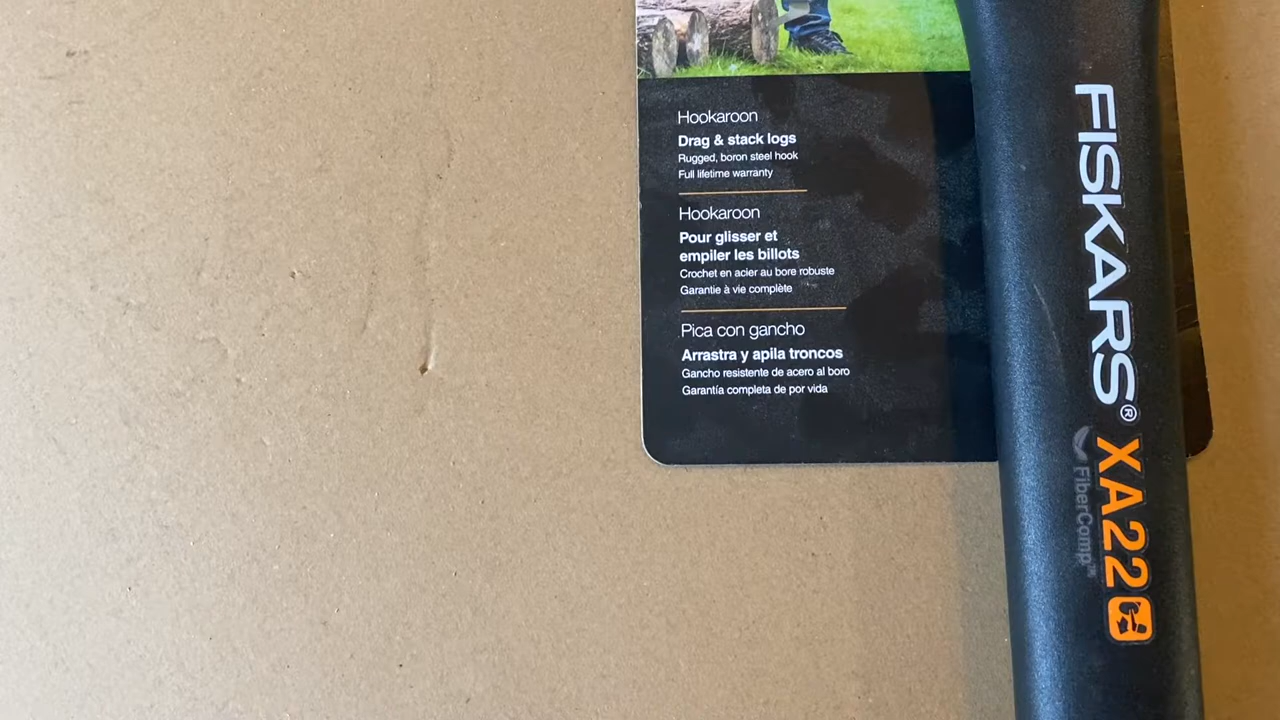 Hookaroon
Drag & stack logs
Rugged, boron steel hook
Full lifetime warranty
Hookaroon
Pour glisser et
empiler les billots
Crochet en acier au bore robuste
Garantie à vie complète
Pica con gancho
Arrastra y apila troncos
Gancho resistente de acero al boro
Garantía completa de por vida
FISKARS® XA22
FiberComp™